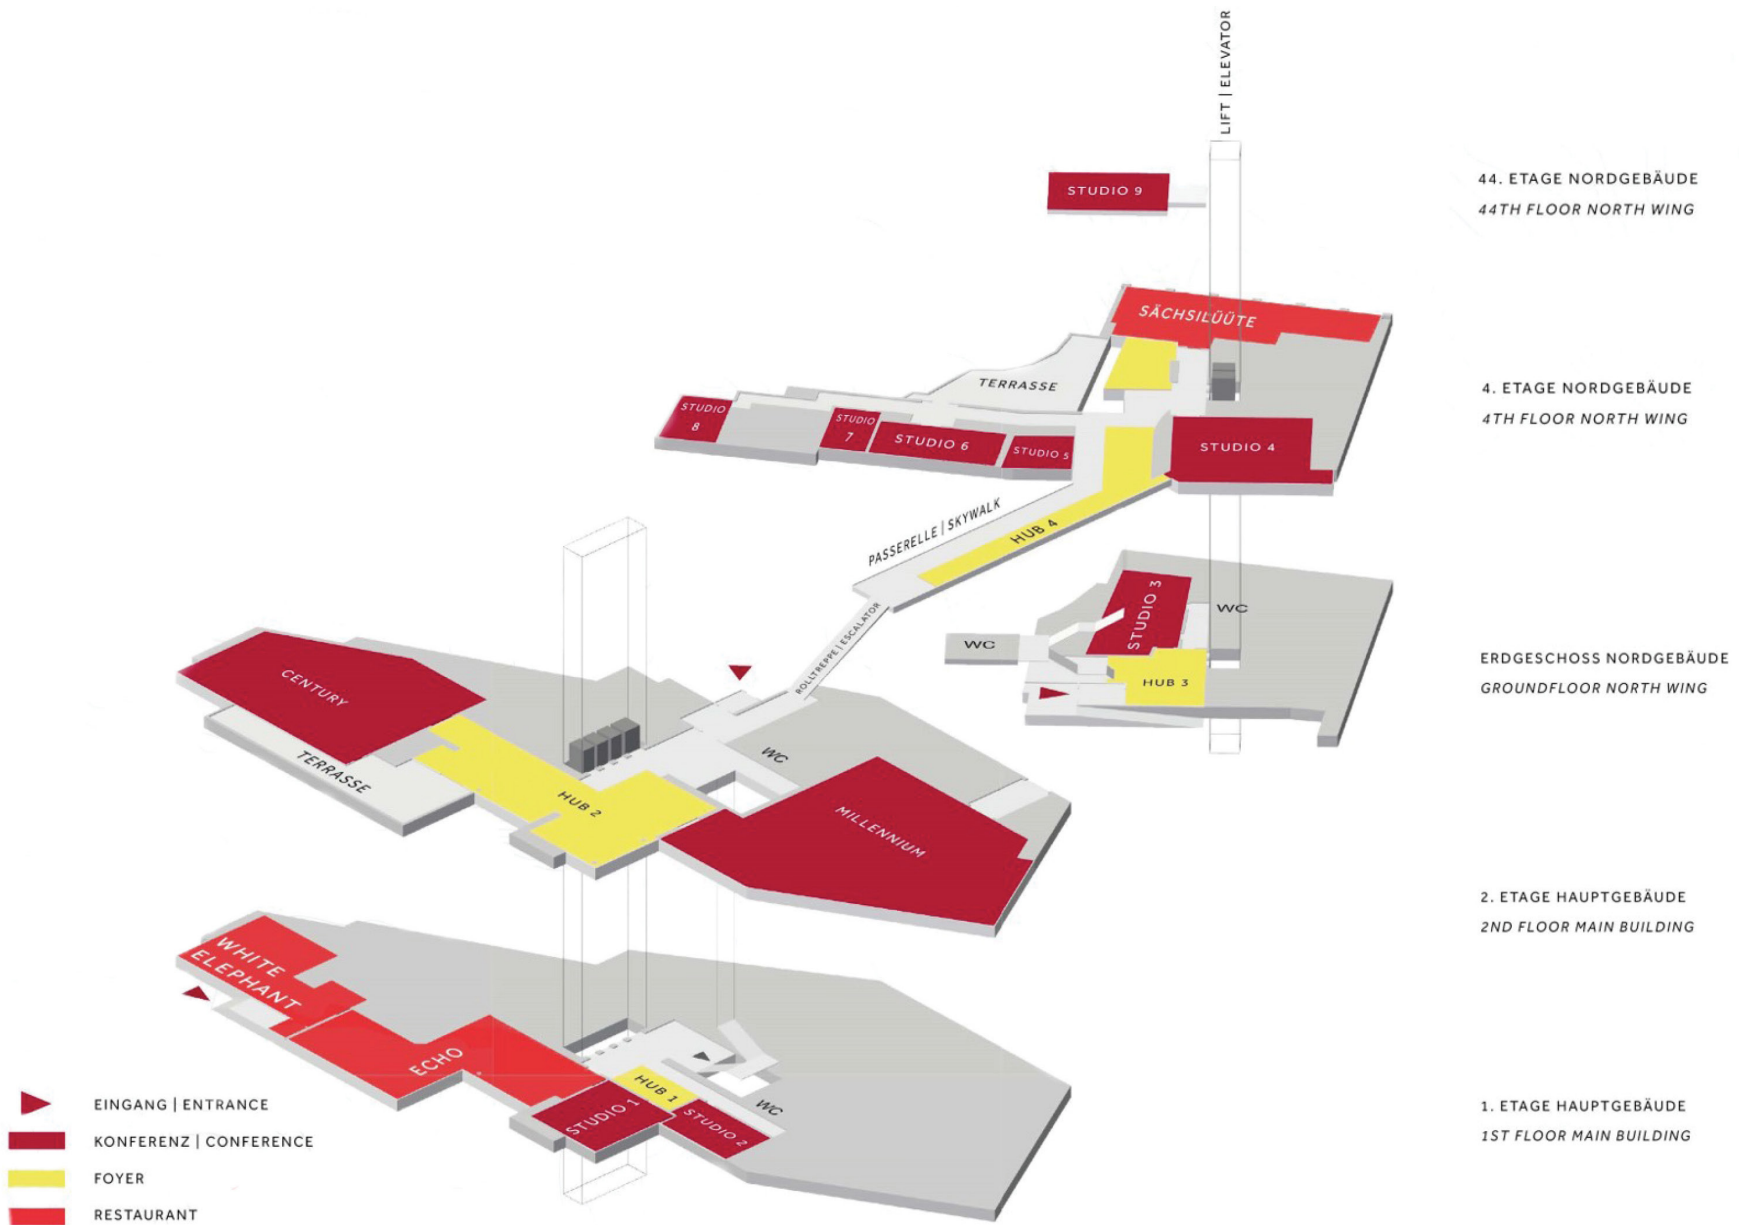 LIFT | ELEVATOR
STUDIO 9
44. ETAGE NORDGEBÄUDE
44TH FLOOR NORTH WING
SÄCHSILÜÜTE
TERRASSE
4. ETAGE NORDGEBÄUDE
4TH FLOOR NORTH WING
STUDIO
8
STUDIO
7
STUDIO 6
STUDIO 5
STUDIO 4
PASSERELLE | SKYWALK
HUB 4
ROLLTREPPE | ESCALATOR
STUDIO 3
WC
WC
HUB 3
ERDGESCHOSS NORDGEBÄUDE
GROUNDFLOOR NORTH WING
CENTURY
TERRASSE
HUB 2
WC
MILLENNIUM
2. ETAGE HAUPTGEBÄUDE
2ND FLOOR MAIN BUILDING
WHITE
ELEPHANT
ECHO
HUB 1
STUDIO 1
STUDIO 2
WC
1. ETAGE HAUPTGEBÄUDE
1ST FLOOR MAIN BUILDING
EINGANG | ENTRANCE
KONFERENZ | CONFERENCE
FOYER
RESTAURANT